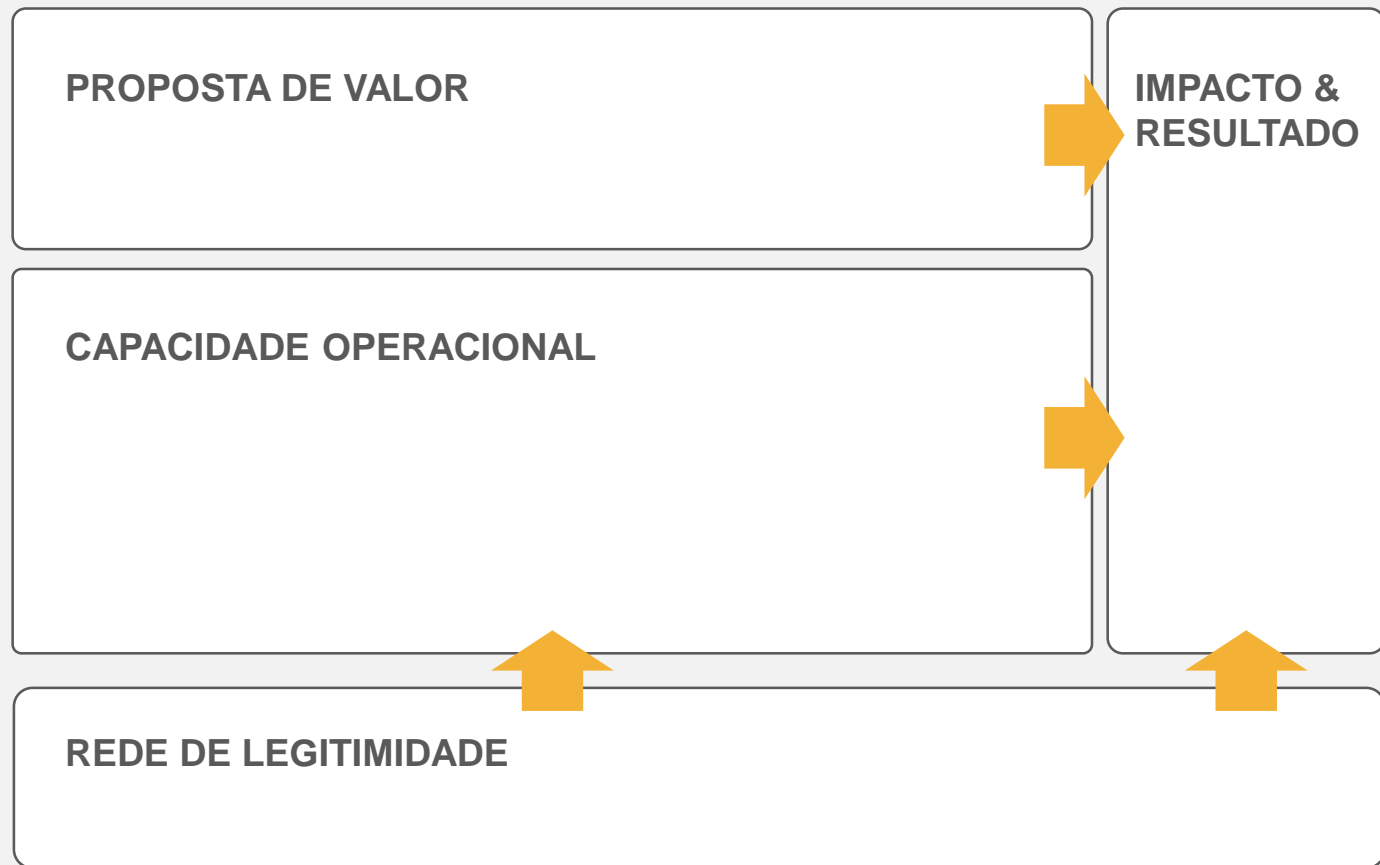 PROPOSTA DE VALOR
IMPACTO &
RESULTADO
CAPACIDADE OPERACIONAL
REDE DE LEGITIMIDADE